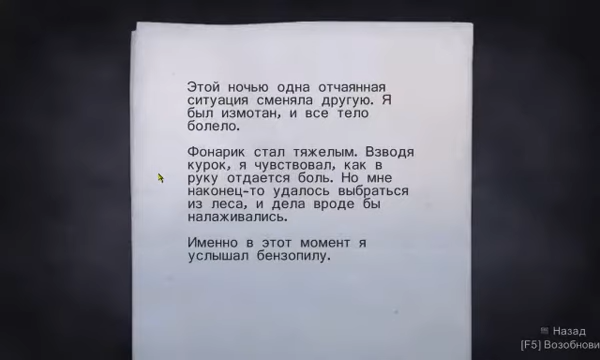 Этой ночью одна отчаянная
ситуация сменяла другую. Я
был измотан, и все тело
болело.
Фонарик стал тяжелым. Взводя
курок, я чувствовал, как в
руку отдается боль. Но мне
наконец-то удалось выбраться
из леса, и дела вроде бы
налаживались.
Именно в этот момент я
услышал бензопилу.
Назад
[F5] Возобнови